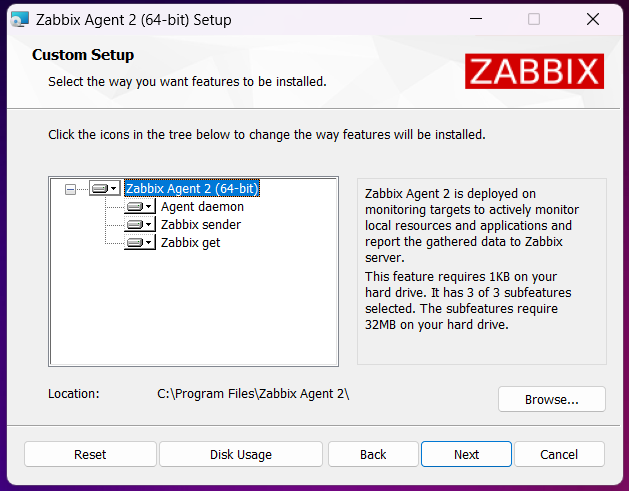 Zabbix Agent 2 (64-bit) Setup
Custom Setup
Select the way you want features to be installed.
ZABBIX
Click the icons in the tree below to change the way features will be installed.
Zabbix Agent 2 (64-bit)
Agent daemon
Zabbix sender
Zabbix get
Zabbix Agent 2 is deployed on
monitoring targets to actively monitor
local resources and applications and
report the gathered data to Zabbix
server.
This feature requires 1KB on your
hard drive. It has 3 of 3 subfeatures
selected. The subfeatures require
32MB on your hard drive.
Location: C:\Program Files\Zabbix Agent 2\
Browse...
Reset Disk Usage Back Next Cancel